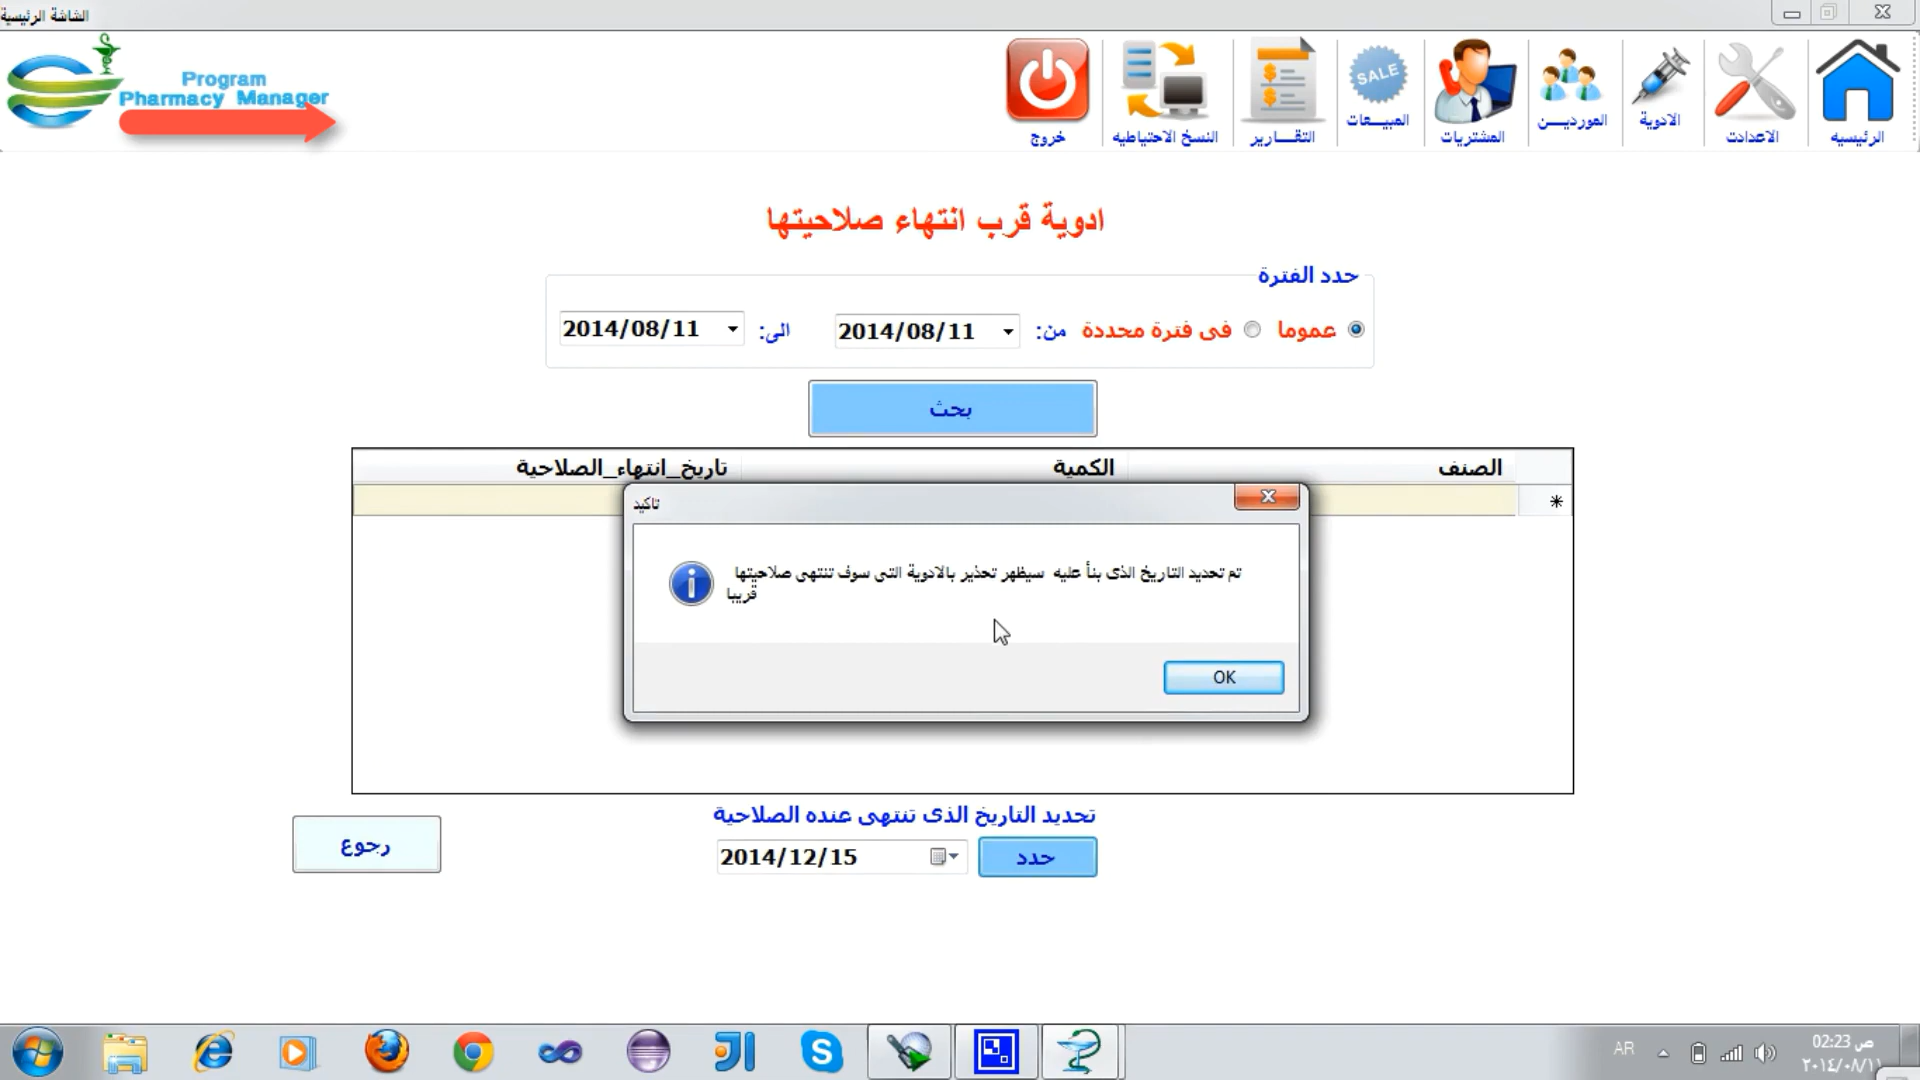 الشاشة الرئيسية
Program
Pharmacy Manager
الرئيسيه
الاعدادت
الادوية
المورديـــن
المشتريات
SALE
المبيــــعات
التقـــارير
النسخ الاحتياطيه
خروج
ادوية قرب انتهاء صلاحيتها
حدد الفترة
عموما
فى فترة محددة
من:
2014/08/11
الى:
2014/08/11
بحث
الصنف
الكمية
تاريخ_انتهاء_الصلاحية
تاكيد
تم تحديد التاريخ الذى بنأ عليه سيظهر تحذير بالادوية التى سوف تنتهى صلاحيتها
قريبا
OK
تحديد التاريخ الذى تنتهى عنده الصلاحية
حدد
2014/12/15
رجوع
AR
02:23 ص